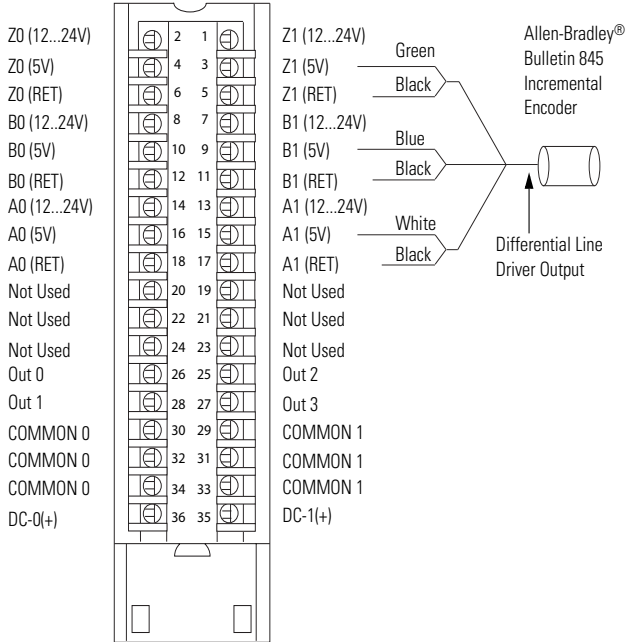 Z0 (12...24V) 2 1 Z1 (12...24V)
Z0 (5V) 4 3 Z1 (5V) Green
Z0 (RET) 6 5 Z1 (RET) Black
B0 (12...24V) 8 7 B1 (12...24V)
B0 (5V) 10 9 B1 (5V) Blue
B0 (RET) 12 11 B1 (RET) Black
A0 (12...24V) 14 13 A1 (12...24V)
A0 (5V) 16 15 A1 (5V) White
A0 (RET) 18 17 A1 (RET) Black
Not Used 20 19 Not Used
Not Used 22 21 Not Used
Not Used 24 23 Not Used
Out 0 26 25 Out 2
Out 1 28 27 Out 3
COMMON 0 30 29 COMMON 1
COMMON 0 32 31 COMMON 1
COMMON 0 34 33 COMMON 1
DC-0(+) 36 35 DC-1(+)
Allen-Bradley®
Bulletin 845
Incremental
Encoder
Differential Line
Driver Output